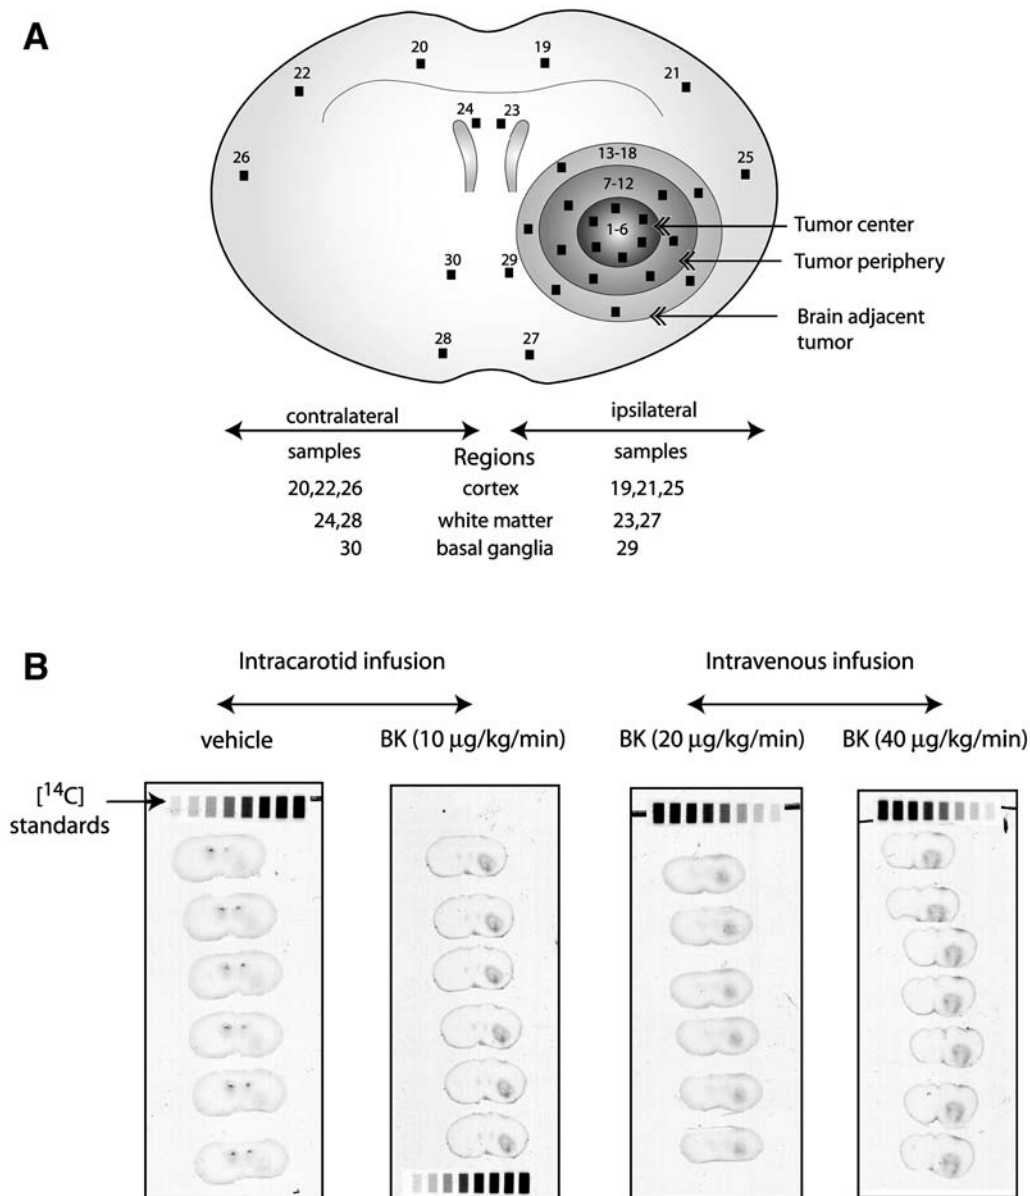 A
20 19
22 21
24 23
26 25
13-18
7-12
1-6
Tumor center
Tumor periphery
30 29
Brain adjacent
tumor
28 27
contralateral ipsilateral
samples Regions samples
20,22,26 cortex 19,21,25
24,28 white matter 23,27
30 basal ganglia 29
B
Intracarotid infusion Intravenous infusion
vehicle BK (10 μg/kg/min) BK (20 μg/kg/min) BK (40 μg/kg/min)
[¹⁴C]
standards